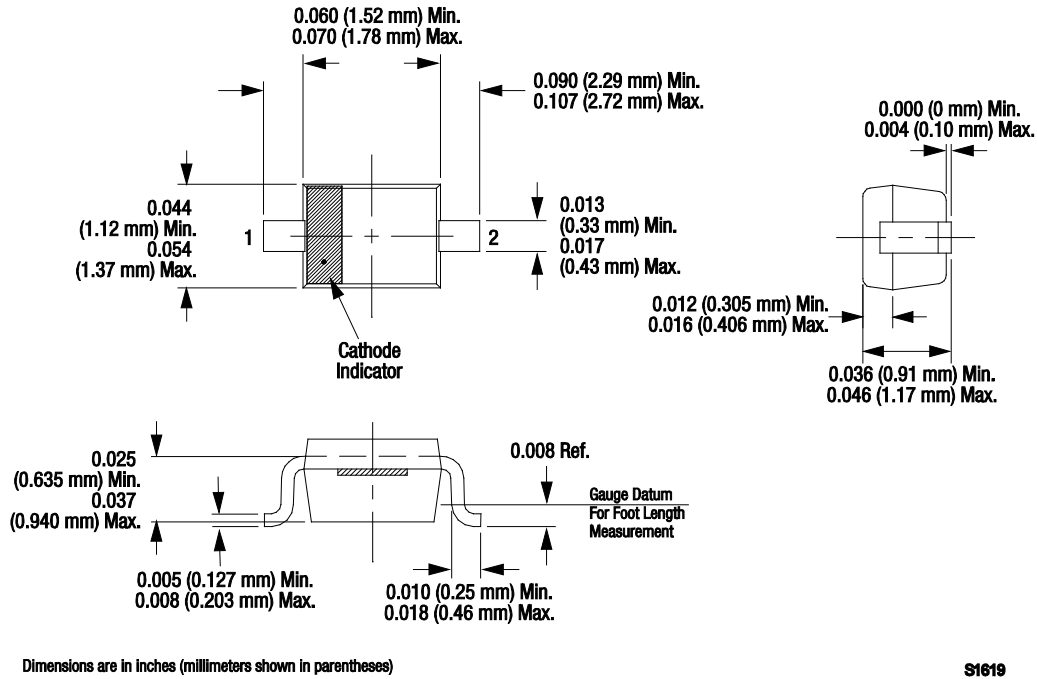 0.060 (1.52 mm) Min.
0.070 (1.78 mm) Max.
0.090 (2.29 mm) Min.
0.107 (2.72 mm) Max.
0.000 (0 mm) Min.
0.004 (0.10 mm) Max.
0.044
(1.12 mm) Min.
0.054
(1.37 mm) Max.
1
2
0.013
(0.33 mm) Min.
0.017
(0.43 mm) Max.
0.012 (0.305 mm) Min.
0.016 (0.406 mm) Max.
Cathode
Indicator
0.036 (0.91 mm) Min.
0.046 (1.17 mm) Max.
0.025
(0.635 mm) Min.
0.037
(0.940 mm) Max.
0.008 Ref.
Gauge Datum
For Foot Length
Measurement
0.005 (0.127 mm) Min.
0.008 (0.203 mm) Max.
0.010 (0.25 mm) Min.
0.018 (0.46 mm) Max.
Dimensions are in inches (millimeters shown in parentheses)
S1619